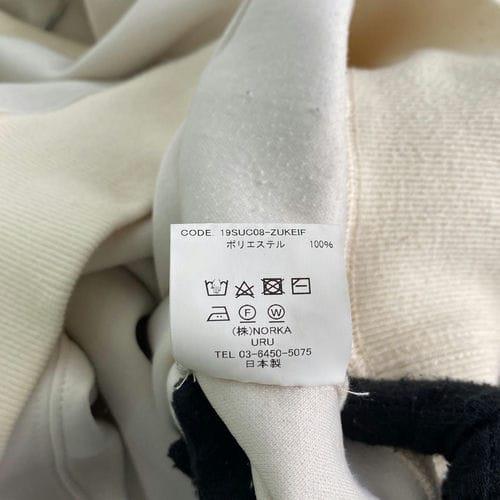 CODE. 19SUC08-ZUKEIF
ポリエステル 100%
F W
(株)NORKA
URU
TEL 03-6450-5075
日本製